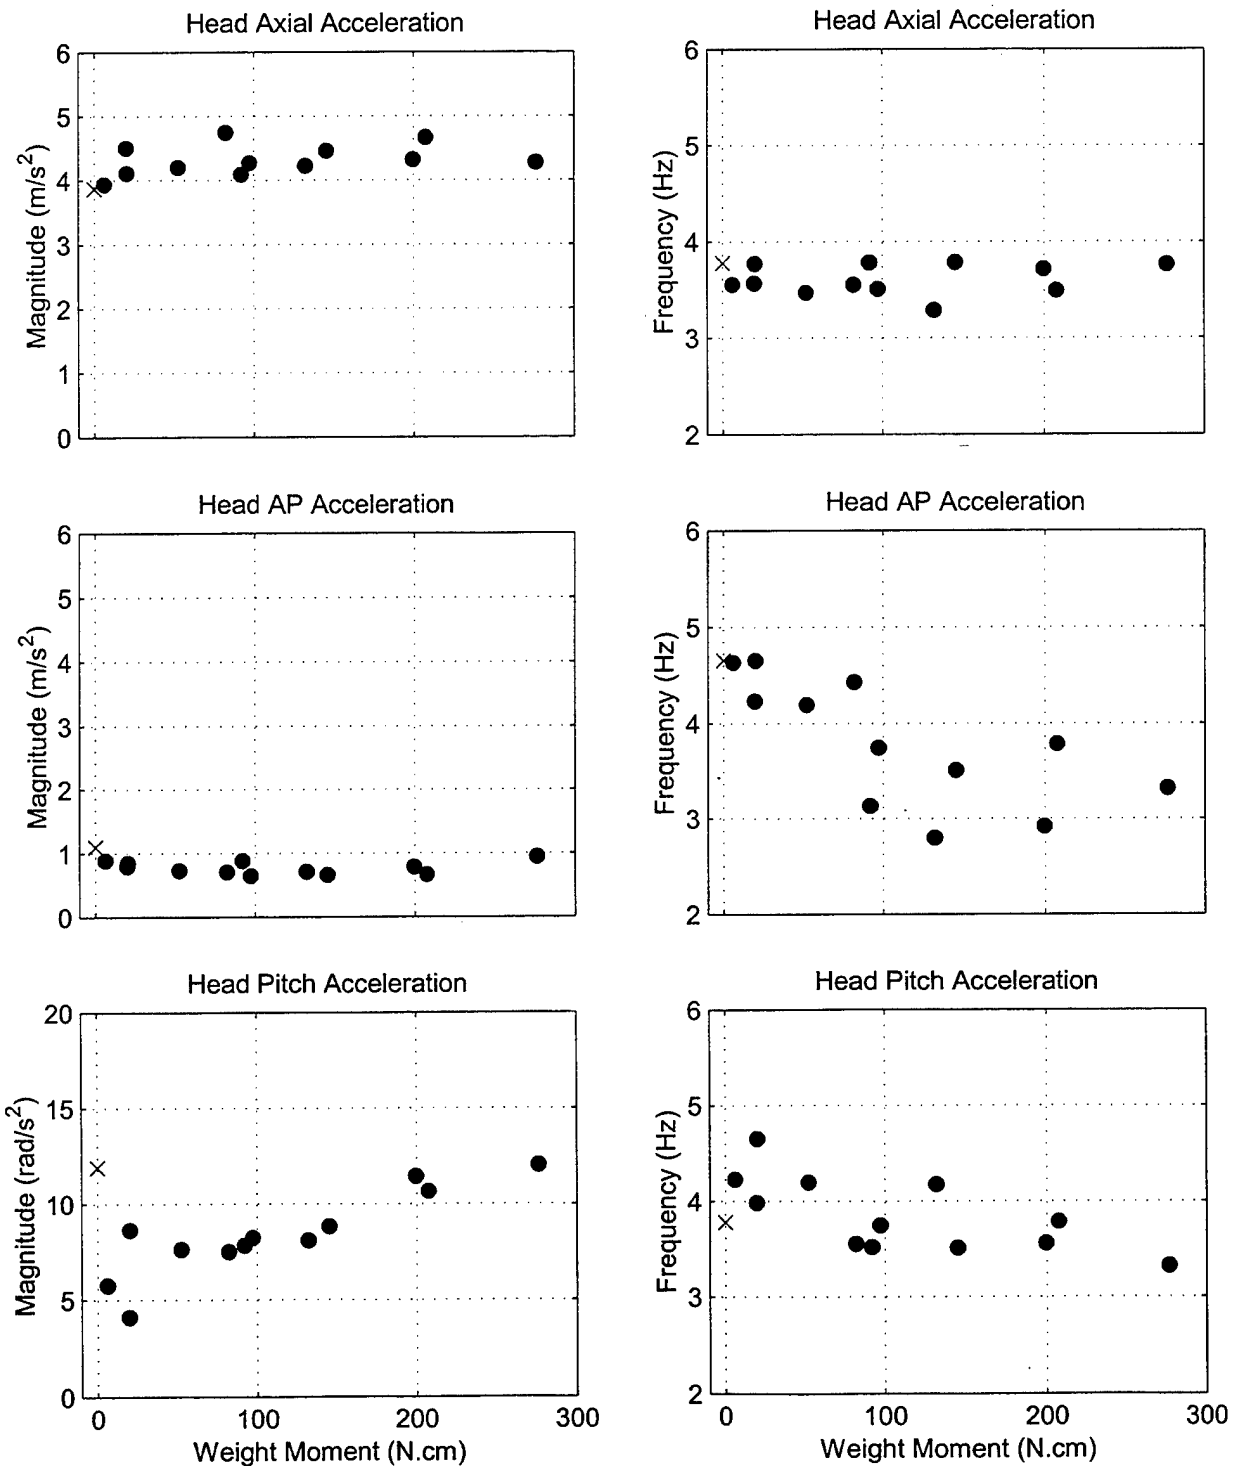 Head Axial Acceleration
6
5
4
3
2
1
0
Magnitude (m/s²)
Head Axial Acceleration
6
5
4
3
2
Frequency (Hz)
Head AP Acceleration
6
5
4
3
2
1
0
Magnitude (m/s²)
Head AP Acceleration
6
5
4
3
2
Frequency (Hz)
Head Pitch Acceleration
20
15
10
5
0
Magnitude (rad/s²)
0 100 200 300
Weight Moment (N.cm)
Head Pitch Acceleration
6
5
4
3
2
Frequency (Hz)
0 100 200 300
Weight Moment (N.cm)